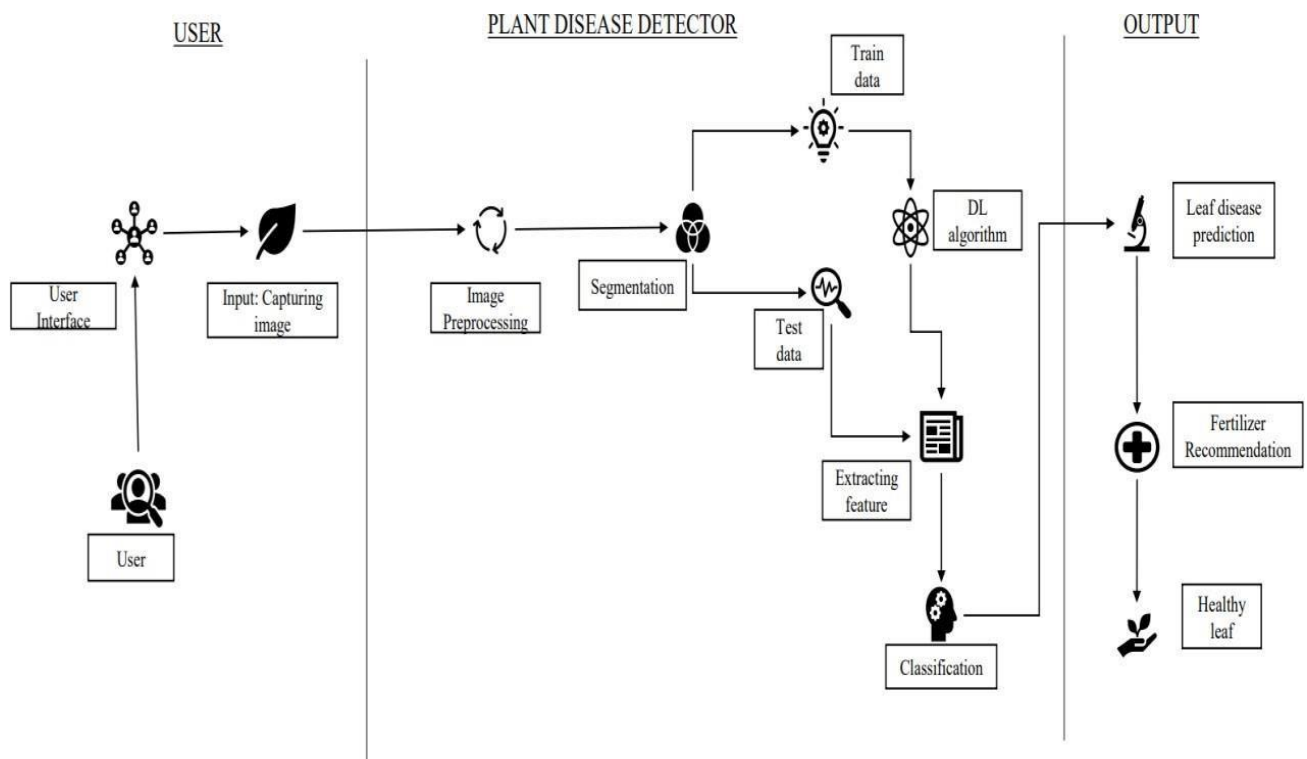 USER
PLANT DISEASE DETECTOR
OUTPUT
Train
data
User
Interface
Input: Capturing
image
Image
Preprocessing
Segmentation
Test
data
DL
algorithm
Extracting
feature
Classification
User
Leaf disease
prediction
Fertilizer
Recommendation
Healthy
leaf